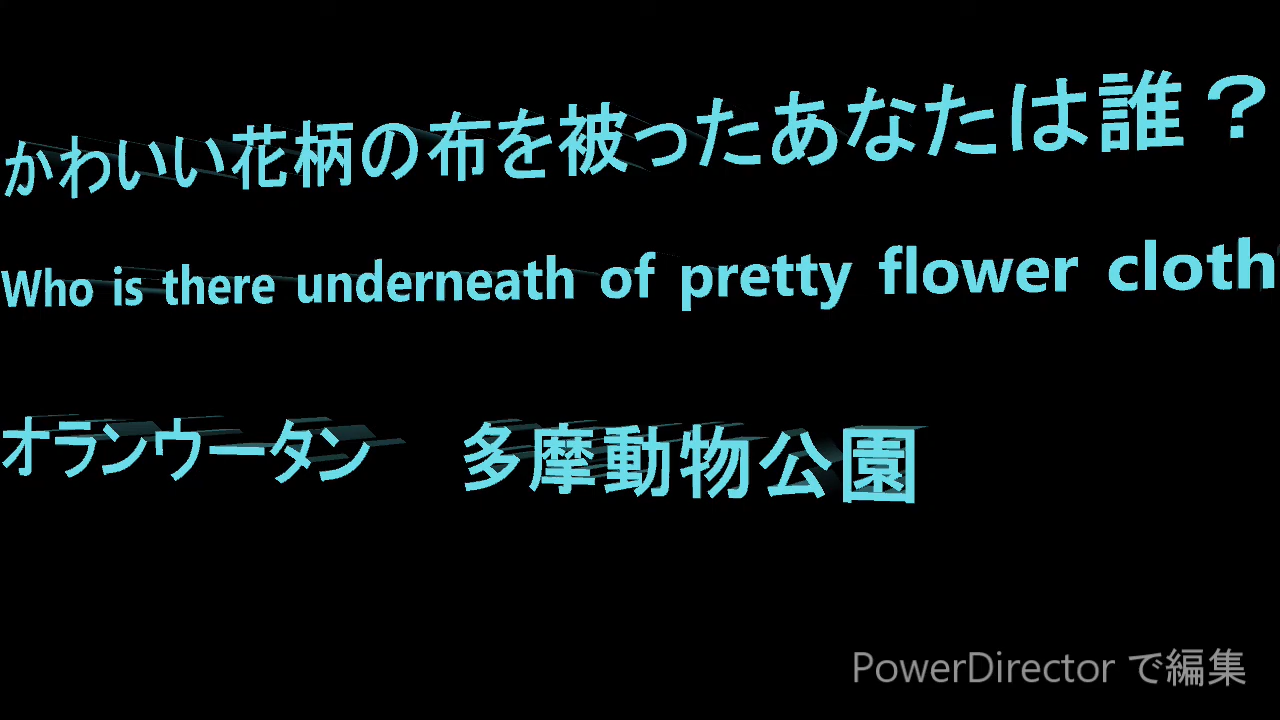 かわいい花柄の布を被ったあなたは誰？
Who is there underneath of pretty flower cloth
オランウータン　多摩動物公園
PowerDirector で編集